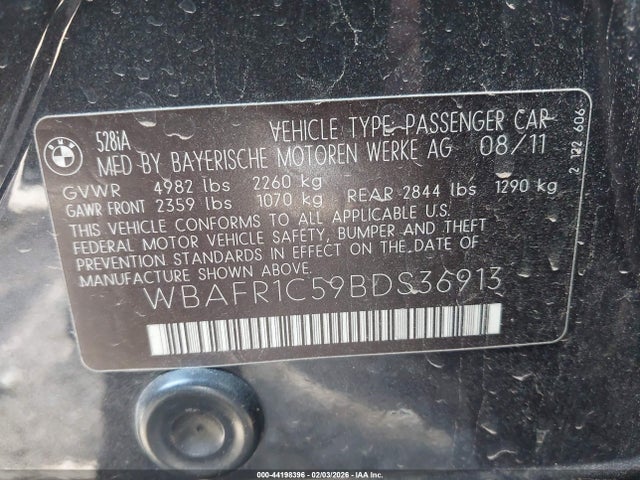 BMW
528iA
VEHICLE TYPE:PASSENGER CAR
MFD BY BAYERISCHE MOTOREN WERKE AG 08/11
GVWR 4982 lbs 2260 kg
GAWR FRONT 2359 lbs 1070 kg REAR 2844 lbs 1290 kg
THIS VEHICLE CONFORMS TO ALL APPLICABLE U.S.
FEDERAL MOTOR VEHICLE SAFETY, BUMPER AND THEFT
PREVENTION STANDARDS IN EFFECT ON THE DATE OF
MANUFACTURE SHOWN ABOVE.
WBAFR1C59BDS36913
2 122 606
000-44198396 - 02/03/2026 - IAA Inc.